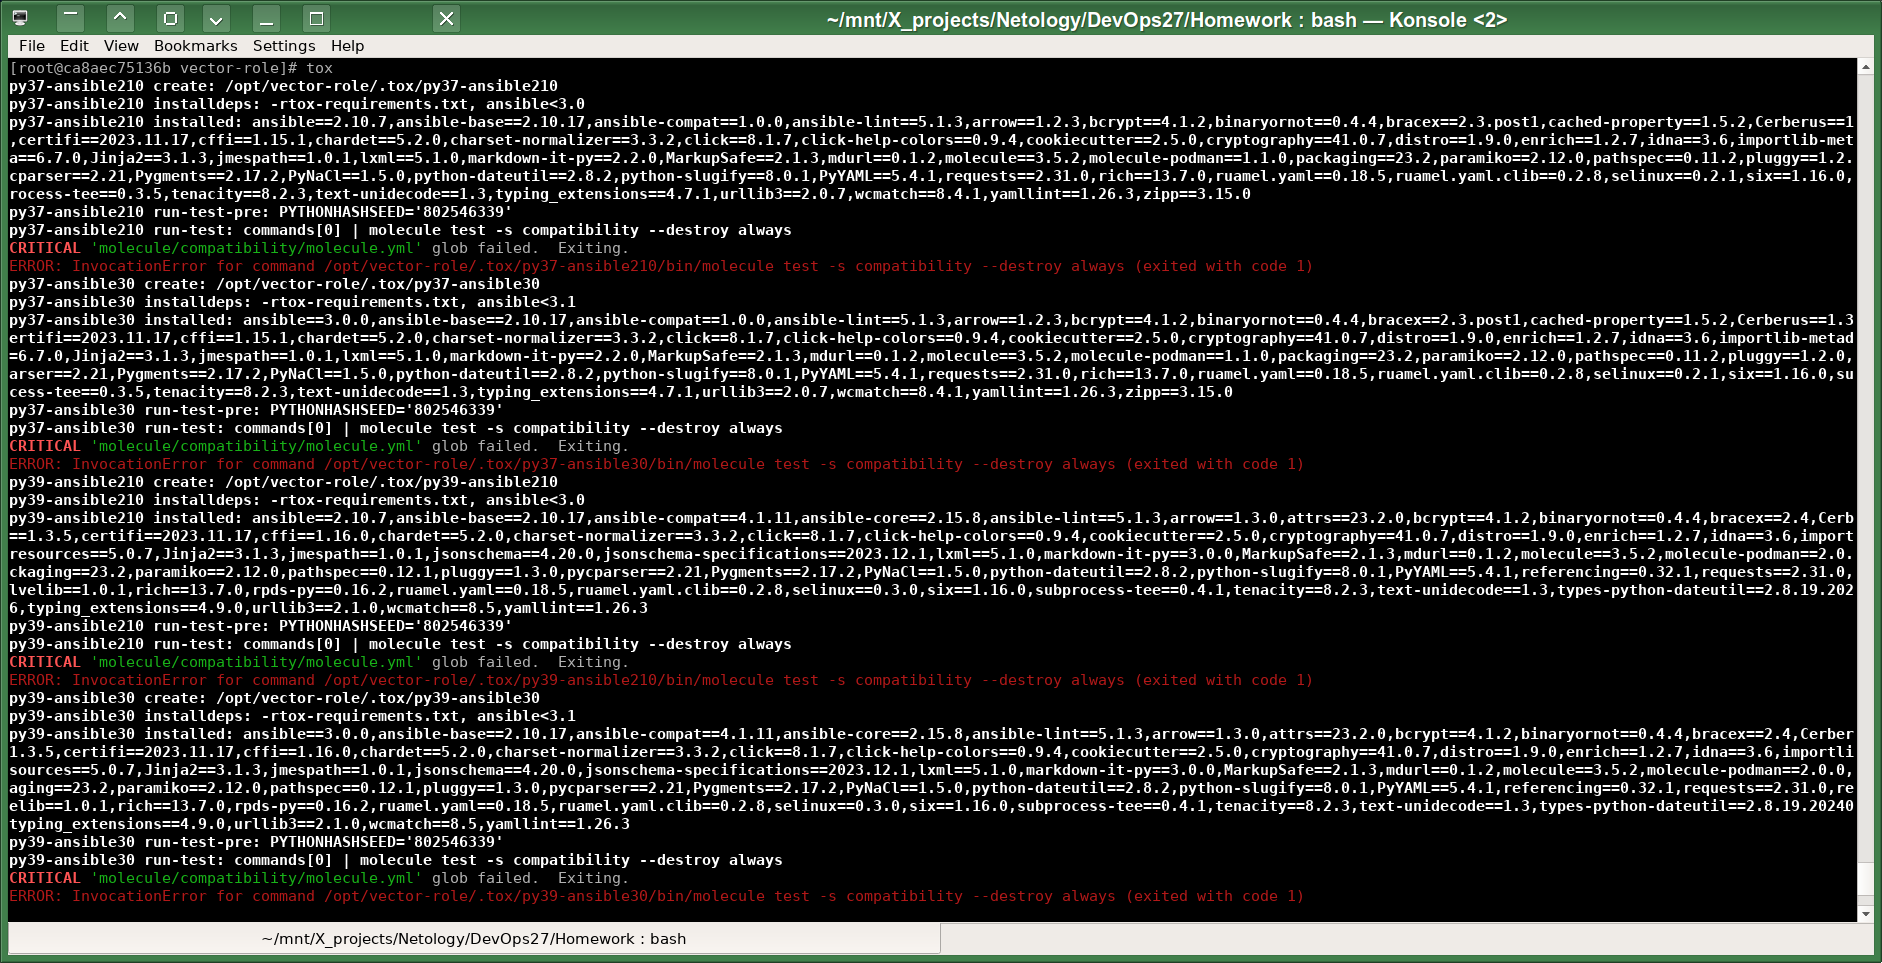 ~/mnt/X_projects/Netology/DevOps27/Homework : bash — Konsole <2>
File Edit View Bookmarks Settings Help
[root@ca8aec75136b vector-role]# tox
py37-ansible210 create: /opt/vector-role/.tox/py37-ansible210
py37-ansible210 installdeps: -rtox-requirements.txt, ansible<3.0
py37-ansible210 installed: ansible==2.10.7,ansible-base==2.10.17,ansible-compat==1.0.0,ansible-lint==5.1.3,arrow==1.2.3,bcrypt==4.1.2,binaryornot==0.4.4,bracex==2.3.post1,cached-property==1.5.2,Cerberus==1
,certifi==2023.11.17,cffi==1.15.1,chardet==5.2.0,charset-normalizer==3.3.2,click==8.1.7,click-help-colors==0.9.4,cookiecutter==2.5.0,cryptography==41.0.7,distro==1.9.0,enrich==1.2.7,idna==3.6,importlib-met
a==6.7.0,Jinja2==3.1.3,jmespath==1.0.1,lxml==5.1.0,markdown-it-py==2.2.0,MarkupSafe==2.1.3,mdurl==0.1.2,molecule==3.5.2,molecule-podman==1.1.0,packaging==23.2,paramiko==2.12.0,pathspec==0.11.2,pluggy==1.2.
cparser==2.21,Pygments==2.17.2,PyNaCl==1.5.0,python-dateutil==2.8.2,python-slugify==8.0.1,PyYAML==5.4.1,requests==2.31.0,rich==13.7.0,ruamel.yaml==0.18.5,ruamel.yaml.clib==0.2.8,selinux==0.2.1,six==1.16.0,
rocess-tee==0.3.5,tenacity==8.2.3,text-unidecode==1.3,typing_extensions==4.7.1,urllib3==2.0.7,wcmatch==8.4.1,yamllint==1.26.3,zipp==3.15.0
py37-ansible210 run-test-pre: PYTHONHASHSEED='802546339'
py37-ansible210 run-test: commands[0] | molecule test -s compatibility --destroy always
CRITICAL 'molecule/compatibility/molecule.yml' glob failed.  Exiting.
ERROR: InvocationError for command /opt/vector-role/.tox/py37-ansible210/bin/molecule test -s compatibility --destroy always (exited with code 1)
py37-ansible30 create: /opt/vector-role/.tox/py37-ansible30
py37-ansible30 installdeps: -rtox-requirements.txt, ansible<3.1
py37-ansible30 installed: ansible==3.0.0,ansible-base==2.10.17,ansible-compat==1.0.0,ansible-lint==5.1.3,arrow==1.2.3,bcrypt==4.1.2,binaryornot==0.4.4,bracex==2.3.post1,cached-property==1.5.2,Cerberus==1.3
ertifi==2023.11.17,cffi==1.15.1,chardet==5.2.0,charset-normalizer==3.3.2,click==8.1.7,click-help-colors==0.9.4,cookiecutter==2.5.0,cryptography==41.0.7,distro==1.9.0,enrich==1.2.7,idna==3.6,importlib-metad
=6.7.0,Jinja2==3.1.3,jmespath==1.0.1,lxml==5.1.0,markdown-it-py==2.2.0,MarkupSafe==2.1.3,mdurl==0.1.2,molecule==3.5.2,molecule-podman==1.1.0,packaging==23.2,paramiko==2.12.0,pathspec==0.11.2,pluggy==1.2.0,
arser==2.21,Pygments==2.17.2,PyNaCl==1.5.0,python-dateutil==2.8.2,python-slugify==8.0.1,PyYAML==5.4.1,requests==2.31.0,rich==13.7.0,ruamel.yaml==0.18.5,ruamel.yaml.clib==0.2.8,selinux==0.2.1,six==1.16.0,su
cess-tee==0.3.5,tenacity==8.2.3,text-unidecode==1.3,typing_extensions==4.7.1,urllib3==2.0.7,wcmatch==8.4.1,yamllint==1.26.3,zipp==3.15.0
py37-ansible30 run-test-pre: PYTHONHASHSEED='802546339'
py37-ansible30 run-test: commands[0] | molecule test -s compatibility --destroy always
CRITICAL 'molecule/compatibility/molecule.yml' glob failed.  Exiting.
ERROR: InvocationError for command /opt/vector-role/.tox/py37-ansible30/bin/molecule test -s compatibility --destroy always (exited with code 1)
py39-ansible210 create: /opt/vector-role/.tox/py39-ansible210
py39-ansible210 installdeps: -rtox-requirements.txt, ansible<3.0
py39-ansible210 installed: ansible==2.10.7,ansible-base==2.10.17,ansible-compat==4.1.11,ansible-core==2.15.8,ansible-lint==5.1.3,arrow==1.3.0,attrs==23.2.0,bcrypt==4.1.2,binaryornot==0.4.4,bracex==2.4,Cerb
==1.3.5,certifi==2023.11.17,cffi==1.16.0,chardet==5.2.0,charset-normalizer==3.3.2,click==8.1.7,click-help-colors==0.9.4,cookiecutter==2.5.0,cryptography==41.0.7,distro==1.9.0,enrich==1.2.7,idna==3.6,import
resources==5.0.7,Jinja2==3.1.3,jmespath==1.0.1,jsonschema==4.20.0,jsonschema-specifications==2023.12.1,lxml==5.1.0,markdown-it-py==3.0.0,MarkupSafe==2.1.3,mdurl==0.1.2,molecule==3.5.2,molecule-podman==2.0.
ckaging==23.2,paramiko==2.12.0,pathspec==0.12.1,pluggy==1.3.0,pycparser==2.21,Pygments==2.17.2,PyNaCl==1.5.0,python-dateutil==2.8.2,python-slugify==8.0.1,PyYAML==5.4.1,referencing==0.32.1,requests==2.31.0,
lvelib==1.0.1,rich==13.7.0,rpds-py==0.16.2,ruamel.yaml==0.18.5,ruamel.yaml.clib==0.2.8,selinux==0.3.0,six==1.16.0,subprocess-tee==0.4.1,tenacity==8.2.3,text-unidecode==1.3,types-python-dateutil==2.8.19.202
6,typing_extensions==4.9.0,urllib3==2.1.0,wcmatch==8.5,yamllint==1.26.3
py39-ansible210 run-test-pre: PYTHONHASHSEED='802546339'
py39-ansible210 run-test: commands[0] | molecule test -s compatibility --destroy always
CRITICAL 'molecule/compatibility/molecule.yml' glob failed.  Exiting.
ERROR: InvocationError for command /opt/vector-role/.tox/py39-ansible210/bin/molecule test -s compatibility --destroy always (exited with code 1)
py39-ansible30 create: /opt/vector-role/.tox/py39-ansible30
py39-ansible30 installdeps: -rtox-requirements.txt, ansible<3.1
py39-ansible30 installed: ansible==3.0.0,ansible-base==2.10.17,ansible-compat==4.1.11,ansible-core==2.15.8,ansible-lint==5.1.3,arrow==1.3.0,attrs==23.2.0,bcrypt==4.1.2,binaryornot==0.4.4,bracex==2.4,Cerber
1.3.5,certifi==2023.11.17,cffi==1.16.0,chardet==5.2.0,charset-normalizer==3.3.2,click==8.1.7,click-help-colors==0.9.4,cookiecutter==2.5.0,cryptography==41.0.7,distro==1.9.0,enrich==1.2.7,idna==3.6,importli
sources==5.0.7,Jinja2==3.1.3,jmespath==1.0.1,jsonschema==4.20.0,jsonschema-specifications==2023.12.1,lxml==5.1.0,markdown-it-py==3.0.0,MarkupSafe==2.1.3,mdurl==0.1.2,molecule==3.5.2,molecule-podman==2.0.0,
aging==23.2,paramiko==2.12.0,pathspec==0.12.1,pluggy==1.3.0,pycparser==2.21,Pygments==2.17.2,PyNaCl==1.5.0,python-dateutil==2.8.2,python-slugify==8.0.1,PyYAML==5.4.1,referencing==0.32.1,requests==2.31.0,re
elib==1.0.1,rich==13.7.0,rpds-py==0.16.2,ruamel.yaml==0.18.5,ruamel.yaml.clib==0.2.8,selinux==0.3.0,six==1.16.0,subprocess-tee==0.4.1,tenacity==8.2.3,text-unidecode==1.3,types-python-dateutil==2.8.19.20240
typing_extensions==4.9.0,urllib3==2.1.0,wcmatch==8.5,yamllint==1.26.3
py39-ansible30 run-test-pre: PYTHONHASHSEED='802546339'
py39-ansible30 run-test: commands[0] | molecule test -s compatibility --destroy always
CRITICAL 'molecule/compatibility/molecule.yml' glob failed.  Exiting.
ERROR: InvocationError for command /opt/vector-role/.tox/py39-ansible30/bin/molecule test -s compatibility --destroy always (exited with code 1)
~/mnt/X_projects/Netology/DevOps27/Homework : bash